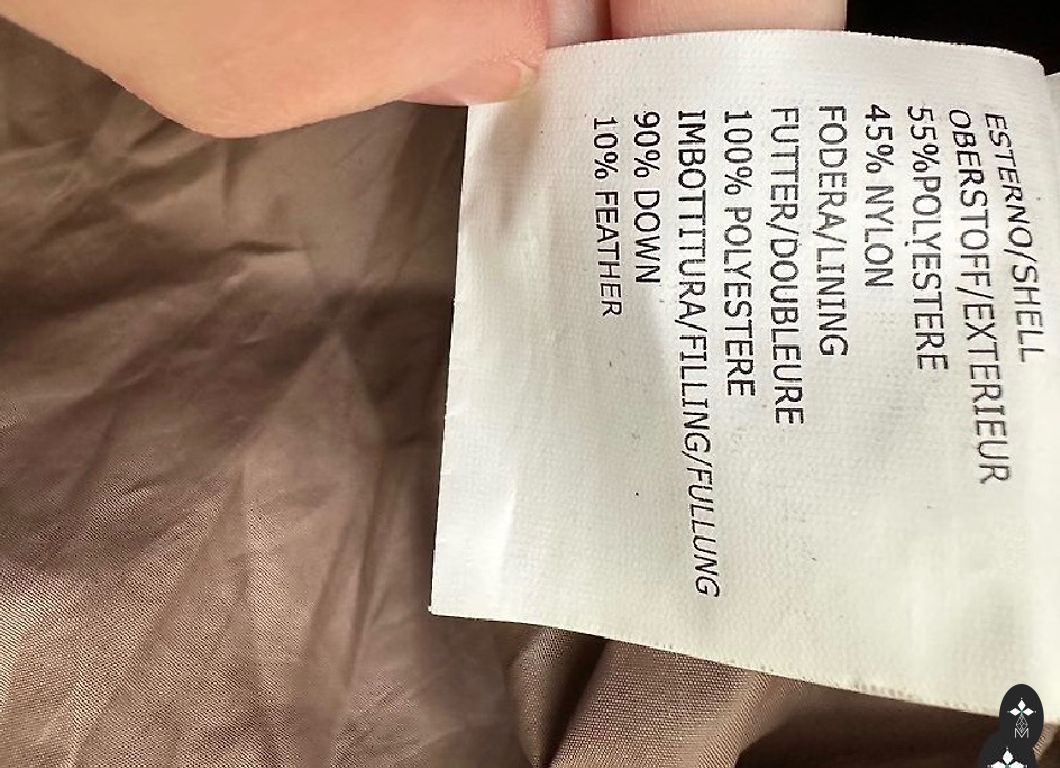 ESTERNO/SHELL
OBERSTOFF/EXTERIEUR
55%POLYESTERE
45% NYLON
FODERA/LINING
FUTTER/DOUBLEURE
100% POLYESTERE
IMBOTTITURA/FILLING/FULLUNG
90% DOWN
10% FEATHER